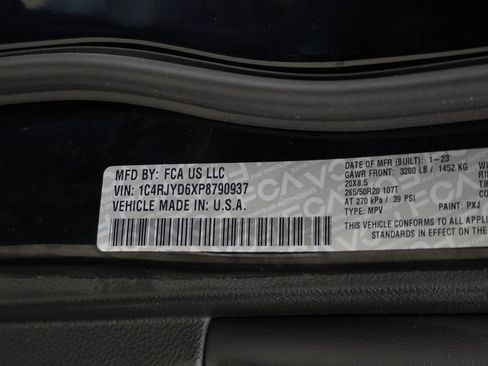 MFD BY: FCA US LLC
VIN: 1C4RJYD6XP8790937
VEHICLE MADE IN: U.S.A.
DATE OF MFR (BUILT): 1-23
GAWR FRONT: 3200 LB / 1452 KG
20X8.5
265/50R20 107T
AT 270 kPa / 39 PSI
TYPE: MPV PAINT: PXJ
THIS VEHICLE CONFORMS TO ALL
STANDARDS IN EFFECT ON THE